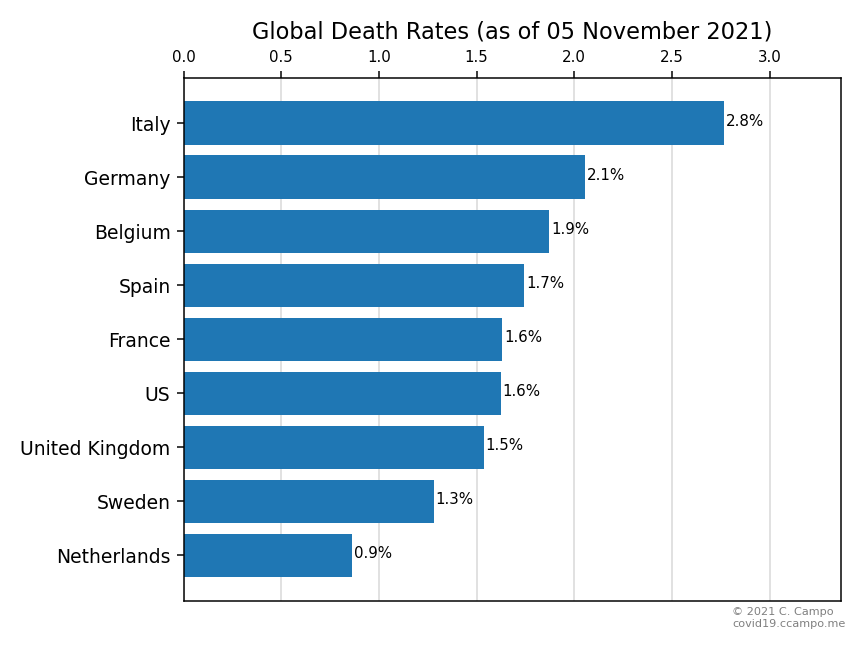 Global Death Rates (as of 05 November 2021)
0.0 0.5 1.0 1.5 2.0 2.5 3.0
Italy 2.8%
Germany 2.1%
Belgium 1.9%
Spain 1.7%
France 1.6%
US 1.6%
United Kingdom 1.5%
Sweden 1.3%
Netherlands 0.9%
© 2021 C. Campo
covid19.ccampo.me